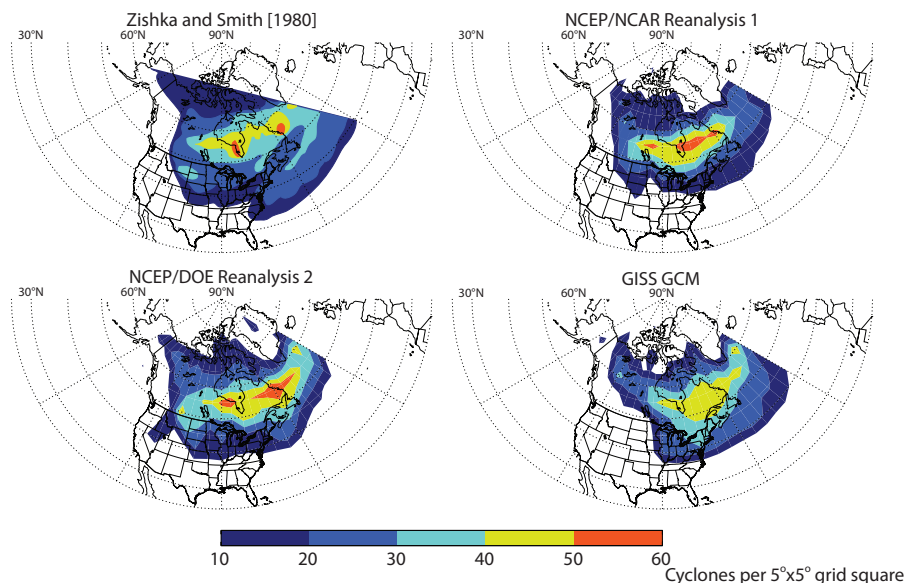 Zishka and Smith [1980]
NCEP/NCAR Reanalysis 1
30°N
60°N
90°N
30°N
60°N
90°N
NCEP/DOE Reanalysis 2
GISS GCM
30°N
60°N
90°N
30°N
60°N
90°N
10 20 30 40 50 60
Cyclones per 5°x5° grid square